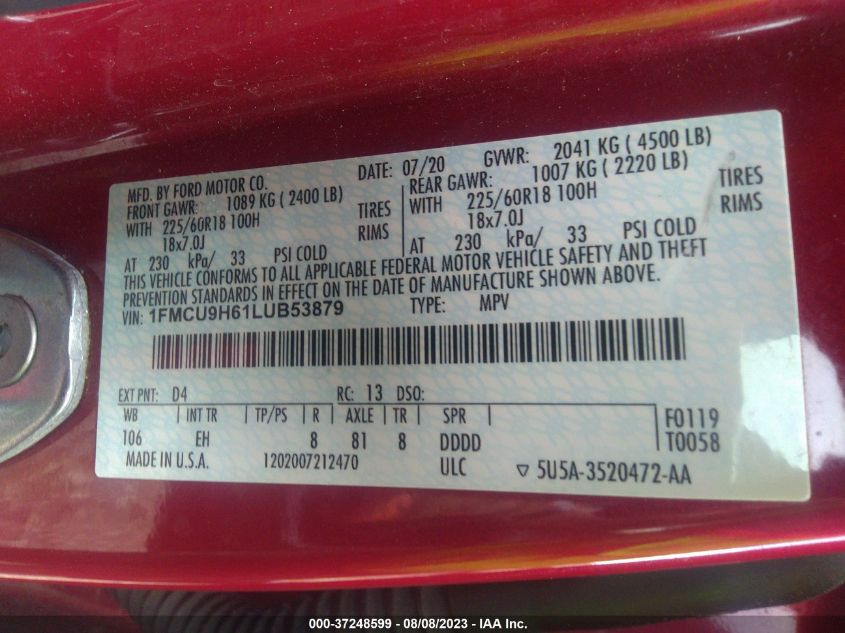 MFD. BY FORD MOTOR CO. DATE: 07/20 GVWR: 2041 KG ( 4500 LB)
FRONT GAWR: 1089 KG ( 2400 LB) REAR GAWR: 1007 KG ( 2220 LB)
WITH 225/60R18 100H TIRES WITH 225/60R18 100H TIRES
18x7.0J RIMS 18x7.0J RIMS
AT 230 kPa/ 33 PSI COLD AT 230 kPa/ 33 PSI COLD
THIS VEHICLE CONFORMS TO ALL APPLICABLE FEDERAL MOTOR VEHICLE SAFETY AND THEFT
PREVENTION STANDARDS IN EFFECT ON THE DATE OF MANUFACTURE SHOWN ABOVE.
VIN: 1FMCU9H61LUB53879 TYPE: MPV
EXT PNT: D4 RC: 13 DSO:
WB INT TR TP/PS R AXLE TR SPR F0119
106 EH 8 81 8 DDDD T0058
MADE IN U.S.A. 1202007212470 ULC ▽ 5U5A-3520472-AA
000-37248599 - 08/08/2023 - IAA Inc.